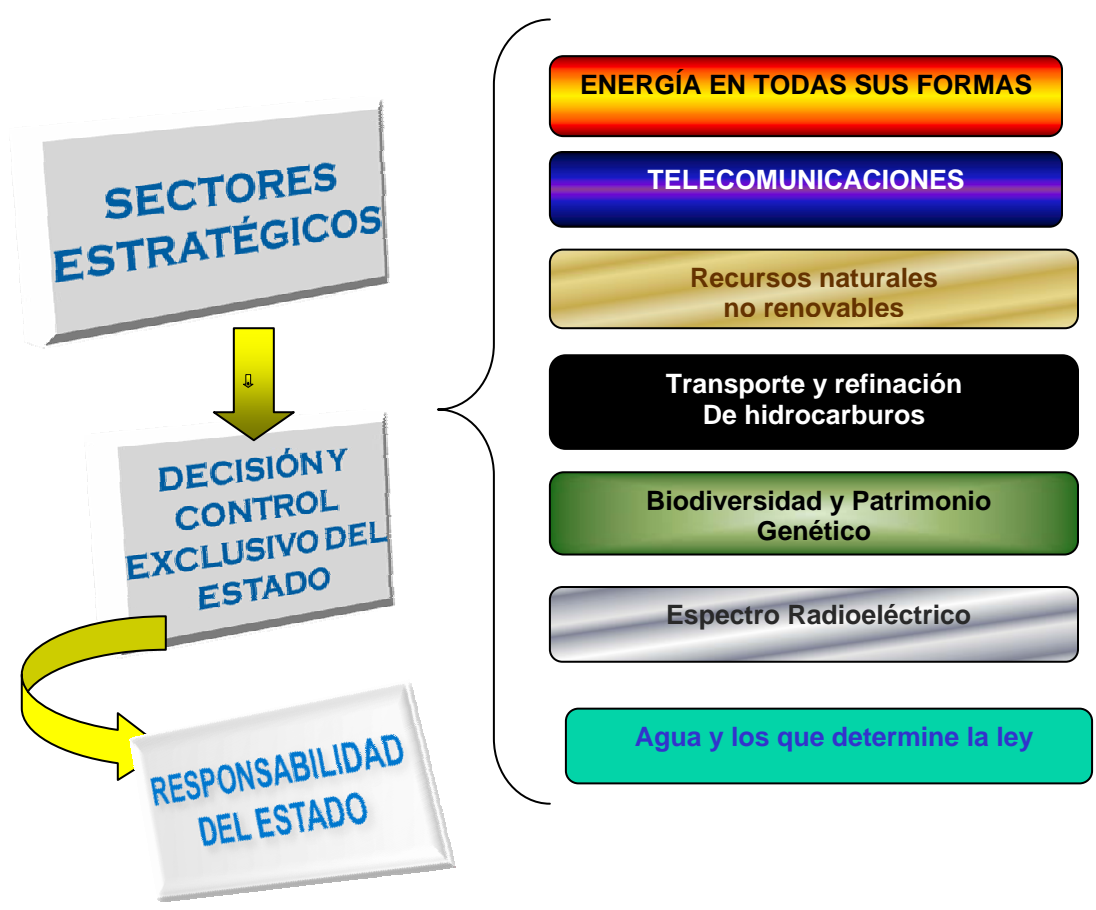 SECTORES
ESTRATÉGICOS
DECISIÓN Y
CONTROL
EXCLUSIVO DEL
ESTADO
RESPONSABILIDAD
DEL ESTADO
ENERGÍA EN TODAS SUS FORMAS
TELECOMUNICACIONES
Recursos naturales
no renovables
Transporte y refinación
De hidrocarburos
Biodiversidad y Patrimonio
Genético
Espectro Radioeléctrico
Agua y los que determine la ley